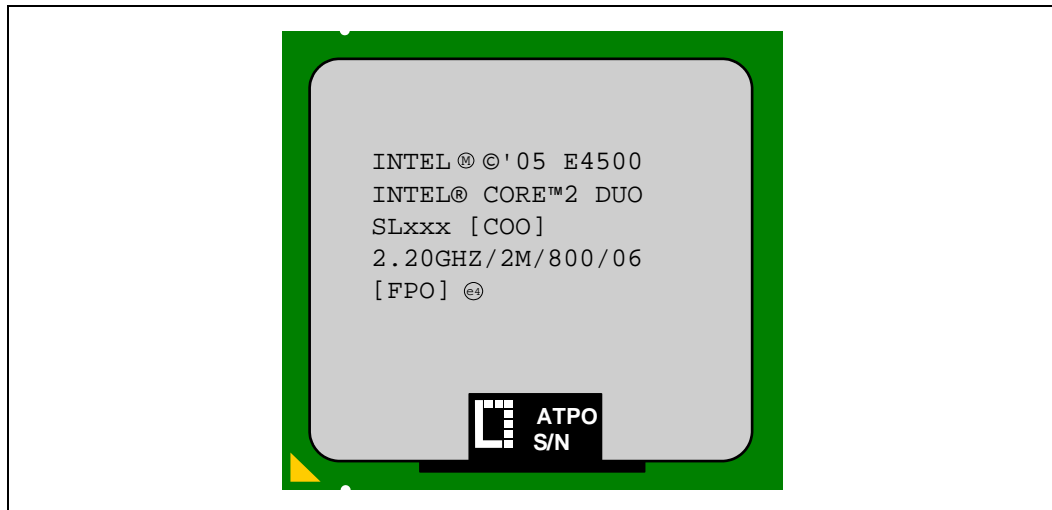 INTEL Ⓜ ©'05 E4500
INTEL® CORE™2 DUO
SLxxx [COO]
2.20GHZ/2M/800/06
[FPO] (e4)
ATPO
S/N